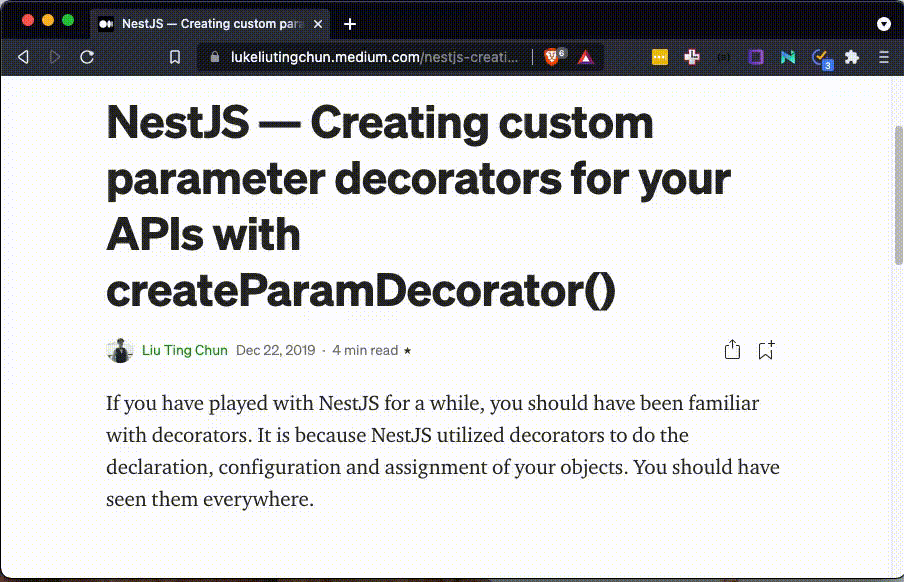 NestJS — Creating custom para
lukeliutingchun.medium.com/nestjs-creati...
6
3
NestJS — Creating custom
parameter decorators for your
APIs with
createParamDecorator()
Liu Ting Chun Dec 22, 2019 · 4 min read ★
If you have played with NestJS for a while, you should have been familiar
with decorators. It is because NestJS utilized decorators to do the
declaration, configuration and assignment of your objects. You should have
seen them everywhere.